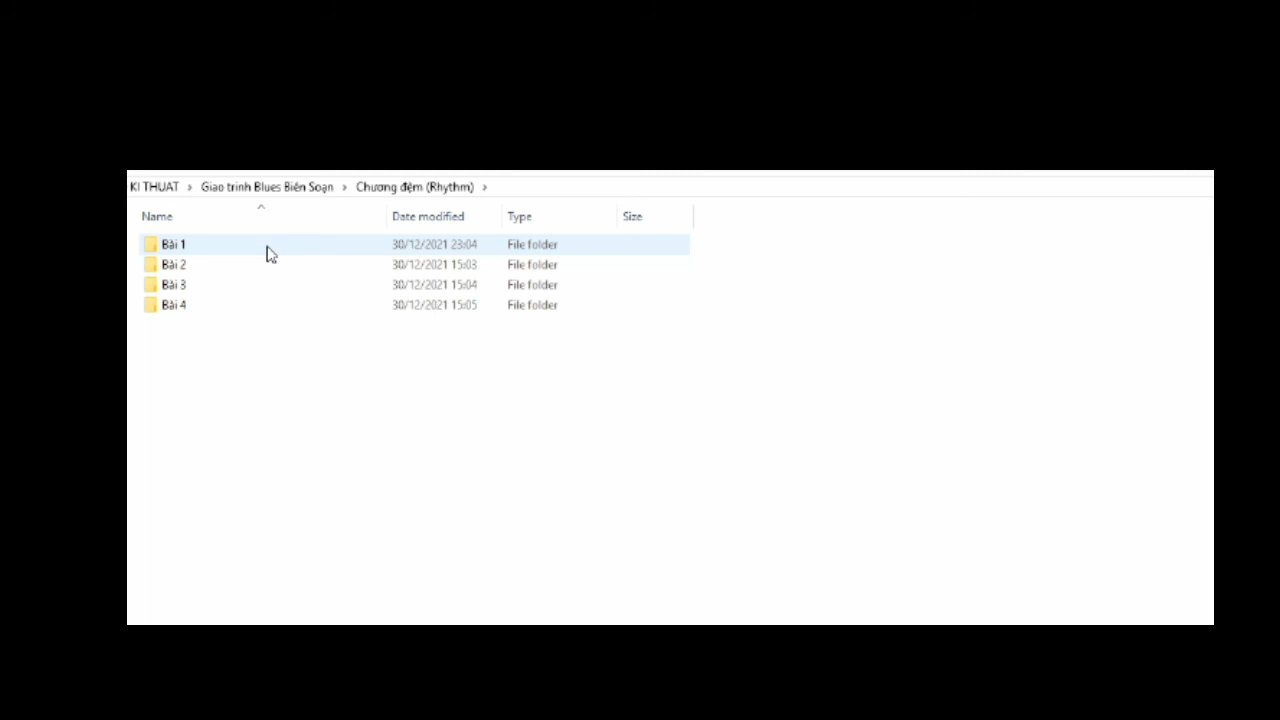 KI THUAT › Giao trinh Blues Biên Soạn › Chương đệm (Rhythm) ›
Name Date modified Type Size
Bài 1 30/12/2021 23:04 File folder
Bài 2 30/12/2021 15:03 File folder
Bài 3 30/12/2021 15:04 File folder
Bài 4 30/12/2021 15:05 File folder